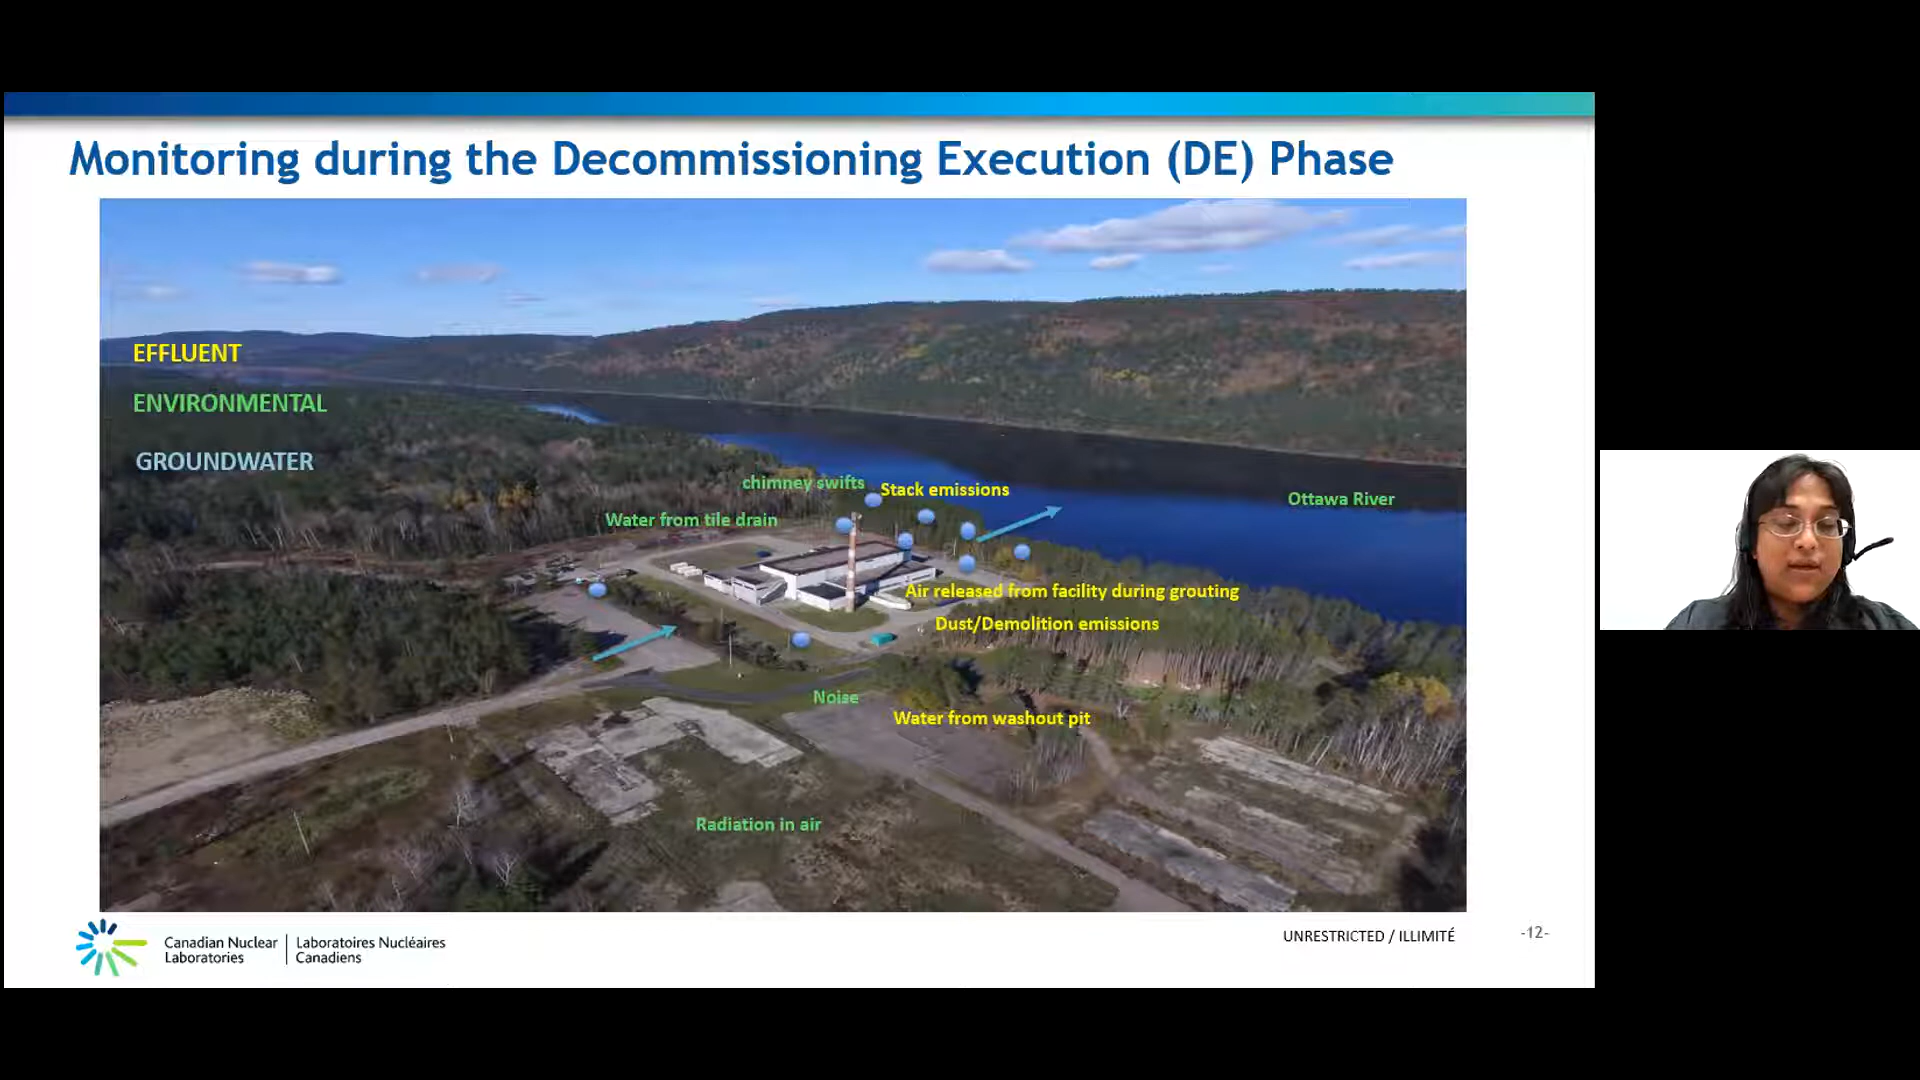 Monitoring during the Decommissioning Execution (DE) Phase
EFFLUENT
ENVIRONMENTAL
GROUNDWATER
chimney swifts
Stack emissions
Ottawa River
Water from tile drain
Air released from facility during grouting
Dust/Demolition emissions
Noise
Water from washout pit
Radiation in air
Canadian Nuclear
Laboratories
Laboratoires Nucléaires
Canadiens
UNRESTRICTED / ILLIMITÉ
-12-